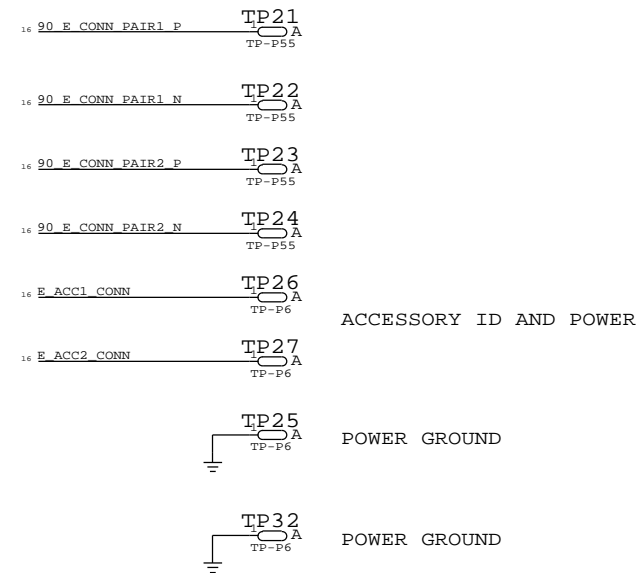 TP21
16 90_E_CONN_PAIR1_P 1 A
TP-P55
TP22
16 90_E_CONN_PAIR1_N 1 A
TP-P55
TP23
16 90_E_CONN_PAIR2_P 1 A
TP-P55
TP24
16 90_E_CONN_PAIR2_N 1 A
TP-P55
TP26
16 E_ACC1_CONN 1 A
TP-P6
ACCESSORY ID AND POWER
TP27
16 E_ACC2_CONN 1 A
TP-P6
TP25
1 A
TP-P6
POWER GROUND
TP32
1 A
TP-P6
POWER GROUND